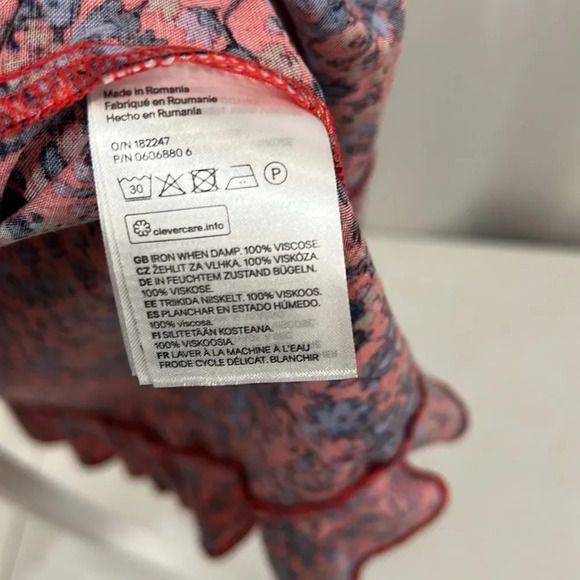 Made in Romania
Fabriqué en Roumanie
Hecho en Rumanía
O/N 182247
P/N 0606880 6
30 P
clevercare.info
GB IRON WHEN DAMP. 100% VISCOSE.
CZ ŽEHLIT ZA VLHKA. 100% VISKÓZA.
DE IN FEUCHTEM ZUSTAND BÜGELN.
100% VISKOSE.
EE TRIIKIDA NIISKELT. 100% VISKOOS.
ES PLANCHAR EN ESTADO HÚMEDO.
100% viscosa.
FI SILITETÄÄN KOSTEANA.
100% VISKOOSIA.
FR LAVER À LA MACHINE À L'EAU
FROIDE CYCLE DÉLICAT. BLANCHIR